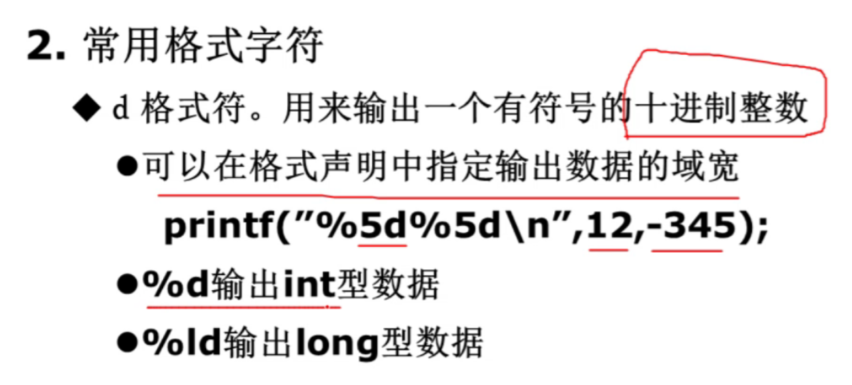 2. 常用格式字符
◆ d 格式符。用来输出一个有符号的十进制整数
●可以在格式声明中指定输出数据的域宽
printf(″%5d%5d\n″,12,-345);
●%d输出int型数据
●%ld输出long型数据